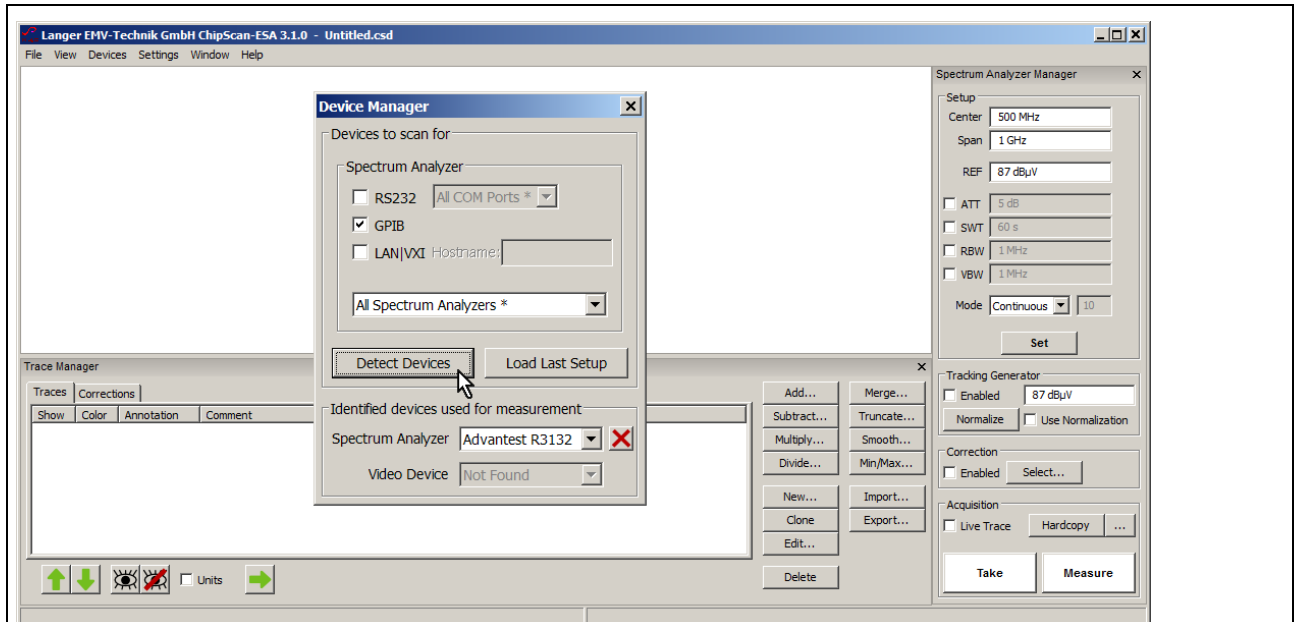 Langer EMV-Technik GmbH ChipScan-ESA 3.1.0 - Untitled.csd
File View Devices Settings Window Help
Device Manager
Devices to scan for
Spectrum Analyzer
RS232 All COM Ports *
GPIB
LAN|VXI Hostname:
All Spectrum Analyzers *
Detect Devices Load Last Setup
Identified devices used for measurement
Spectrum Analyzer Advantest R3132
Video Device Not Found
Trace Manager
Traces Corrections
Show Color Annotation Comment
Add... Merge...
Subtract... Truncate...
Multiply... Smooth...
Divide... Min/Max...
New... Import...
Clone Export...
Edit...
Units
Delete
Spectrum Analyzer Manager
Setup
Center 500 MHz
Span 1 GHz
REF 87 dBµV
ATT 5 dB
SWT 60 s
RBW 1 MHz
VBW 1 MHz
Mode Continuous 10
Set
Tracking Generator
Enabled 87 dBµV
Normalize Use Normalization
Correction
Enabled Select...
Acquisition
Live Trace Hardcopy ...
Take Measure